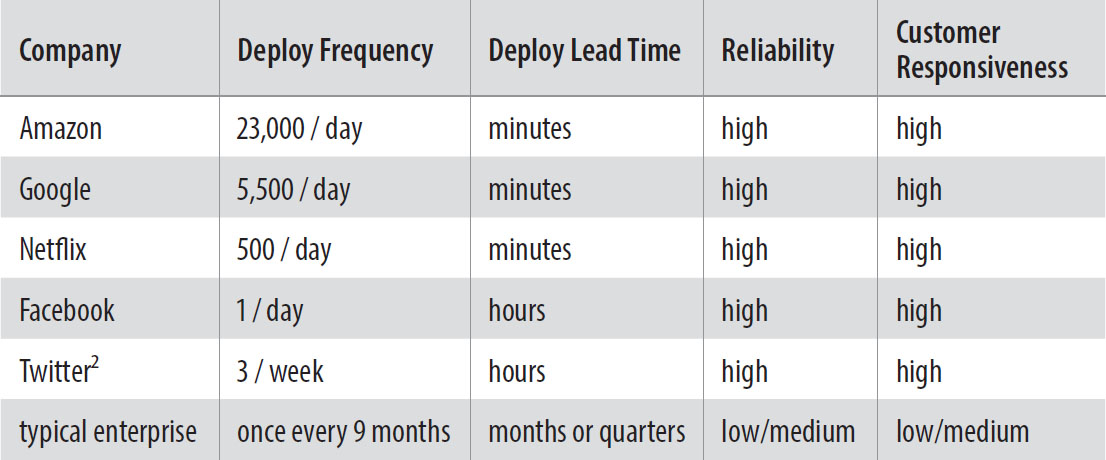 Company Deploy Frequency Deploy Lead Time Reliability Customer Responsiveness
Amazon 23,000 / day minutes high high
Google 5,500 / day minutes high high
Netflix 500 / day minutes high high
Facebook 1 / day hours high high
Twitter² 3 / week hours high high
typical enterprise once every 9 months months or quarters low/medium low/medium